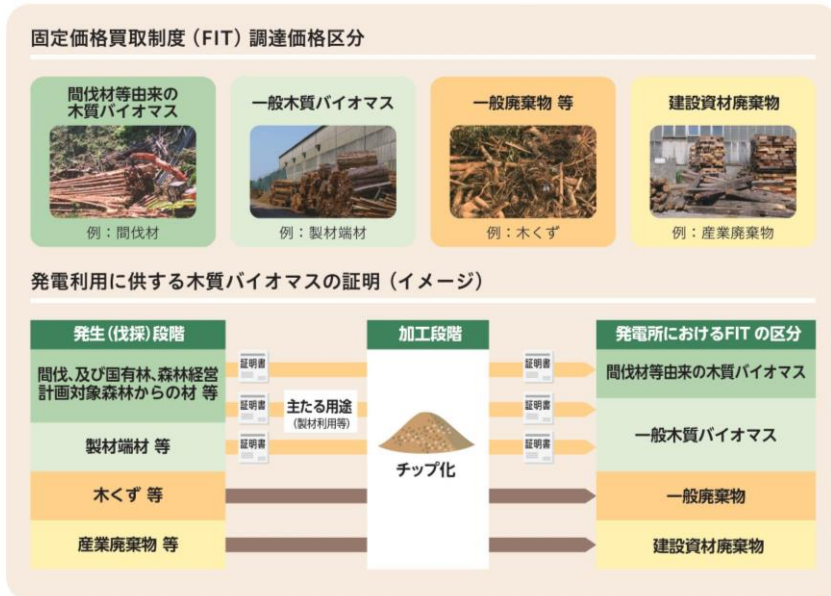 固定価格買取制度（FIT）調達価格区分
間伐材等由来の
木質バイオマス
例：間伐材
一般木質バイオマス
例：製材端材
一般廃棄物 等
例：木くず
建設資材廃棄物
例：産業廃棄物
発電利用に供する木質バイオマスの証明（イメージ）
発生（伐採）段階
加工段階
発電所におけるFIT の区分
間伐、及び国有林、森林経営
計画対象森林からの材 等
証明書
証明書
間伐材等由来の木質バイオマス
証明書
主たる用途
（製材利用等）
証明書
製材端材 等
証明書
証明書
一般木質バイオマス
チップ化
木くず 等
一般廃棄物
産業廃棄物 等
建設資材廃棄物